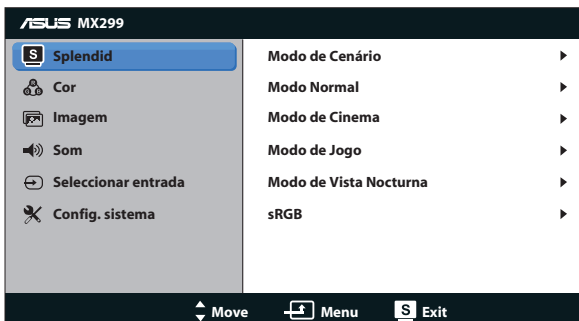 ASUS MX299
S Splendid
Cor
Imagem
Som
Seleccionar entrada
Config. sistema
Modo de Cenário
Modo Normal
Modo de Cinema
Modo de Jogo
Modo de Vista Nocturna
sRGB
Move Menu S Exit